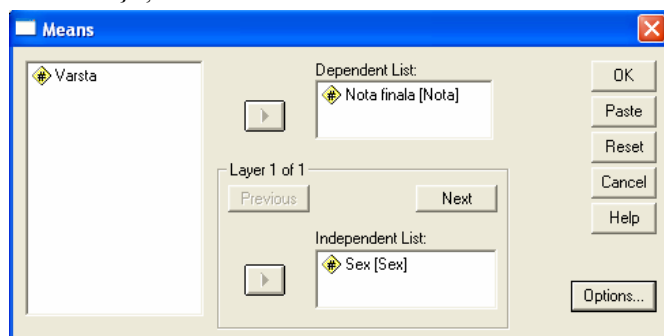 Means
Varsta
Dependent List:
Nota finala [Nota]
Layer 1 of 1
Previous
Next
Independent List:
Sex [Sex]
OK
Paste
Reset
Cancel
Help
Options...